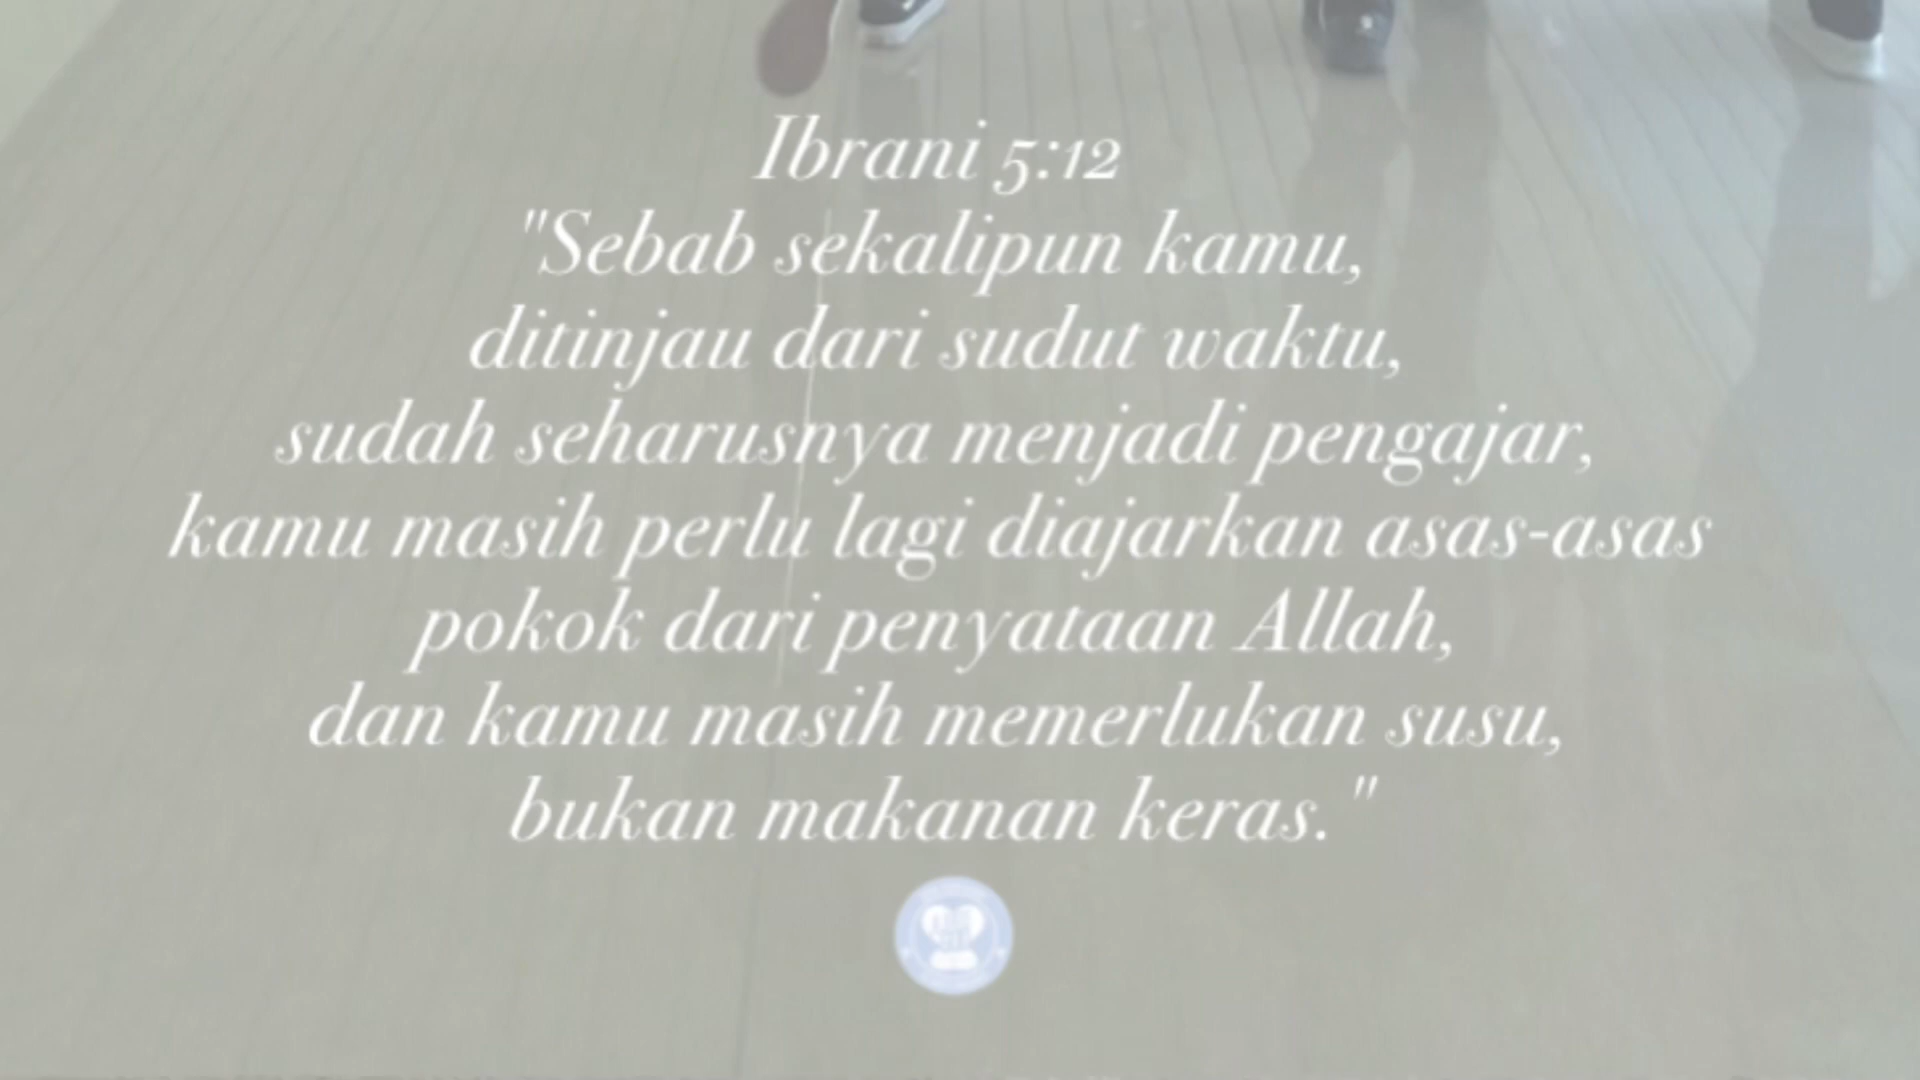 Ibrani 5:12
"Sebab sekalipun kamu,
ditinjau dari sudut waktu,
sudah seharusnya menjadi pengajar,
kamu masih perlu lagi diajarkan asas-asas
pokok dari penyataan Allah,
dan kamu masih memerlukan susu,
bukan makanan keras."